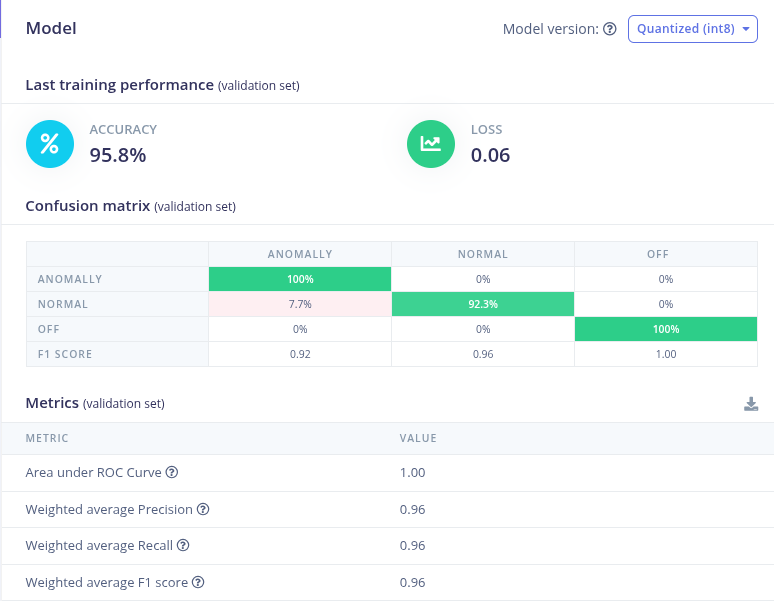 Model
Model version: Quantized (int8)
Last training performance (validation set)
% ACCURACY
95.8%
LOSS
0.06
Confusion matrix (validation set)
ANOMALLY NORMAL OFF
ANOMALLY 100% 0% 0%
NORMAL 7.7% 92.3% 0%
OFF 0% 0% 100%
F1 SCORE 0.92 0.96 1.00
Metrics (validation set)
METRIC VALUE
Area under ROC Curve ? 1.00
Weighted average Precision ? 0.96
Weighted average Recall ? 0.96
Weighted average F1 score ? 0.96